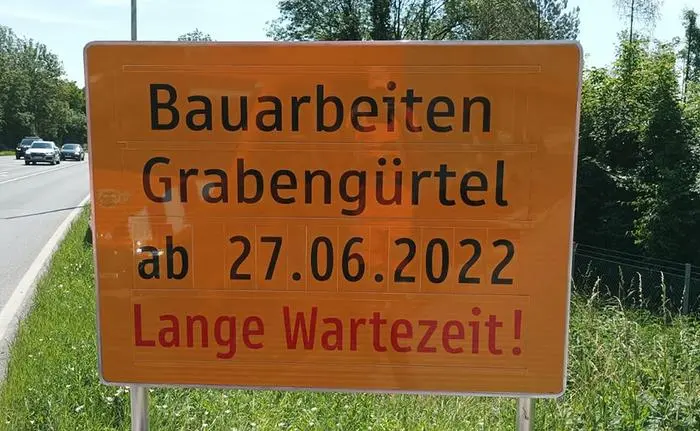 Bauarbeiten
Grabengürtel
ab 27.06.2022
Lange Wartezeit!